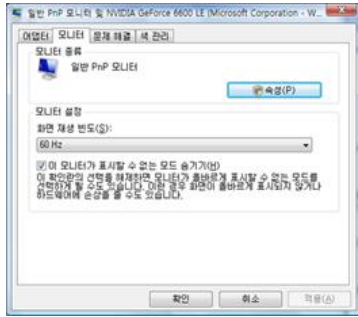 일반 PnP 모니터 및 NVIDIA GeForce 6600 LE (Microsoft Corporation - W...
어댑터 모니터 문제 해결 색 관리
모니터 종류
일반 PnP 모니터
속성(P)
모니터 설정
화면 재생 빈도(S):
60 Hz
이 모니터가 표시할 수 없는 모드 숨기기(H)
이 확인란의 선택을 해제하면 모니터가 올바르게 표시할 수 없는 모드를
선택하게 될 수도 있습니다. 이런 경우 화면이 올바르게 표시되지 않거나
하드웨어에 손상을 줄 수도 있습니다.
확인 취소 적용(A)